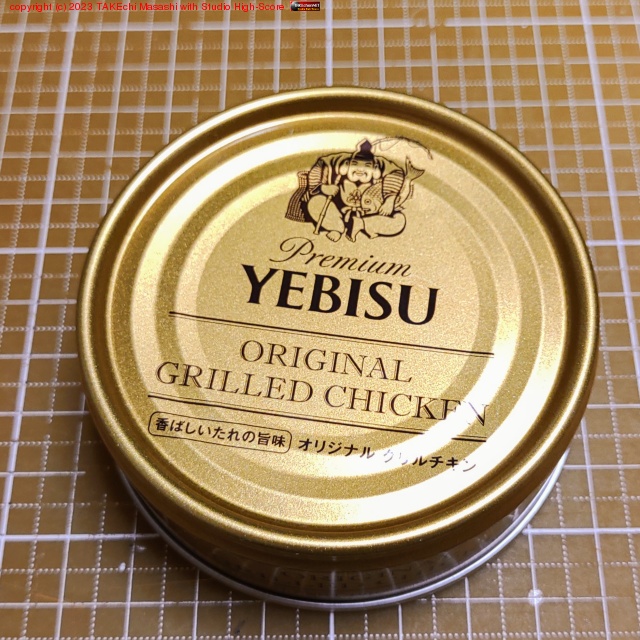 copyright (c) 2023 TAKEchi Masashi with Studio High-Score
Premium
YEBISU
ORIGINAL
GRILLED CHICKEN
香ばしいたれの旨味 オリジナル グリルチキン